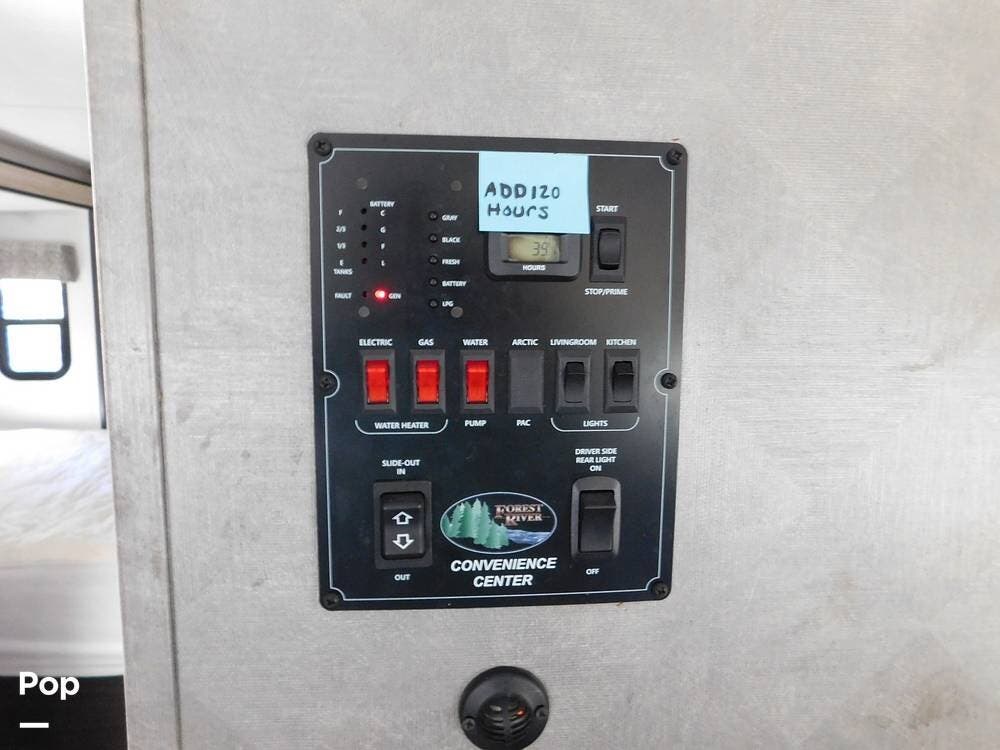 ADD 120
HOURS
BATTERY
F C
2/3 G
1/3 F
E L
TANKS
FAULT GEN
GRAY
BLACK
FRESH
BATTERY
LPG
39
HOURS
START
STOP/PRIME
ELECTRIC GAS WATER ARCTIC LIVINGROOM KITCHEN
WATER HEATER PUMP PAC LIGHTS
SLIDE-OUT
IN
OUT
FOREST
RIVER
CONVENIENCE
CENTER
DRIVER SIDE
REAR LIGHT
ON
OFF
Pop